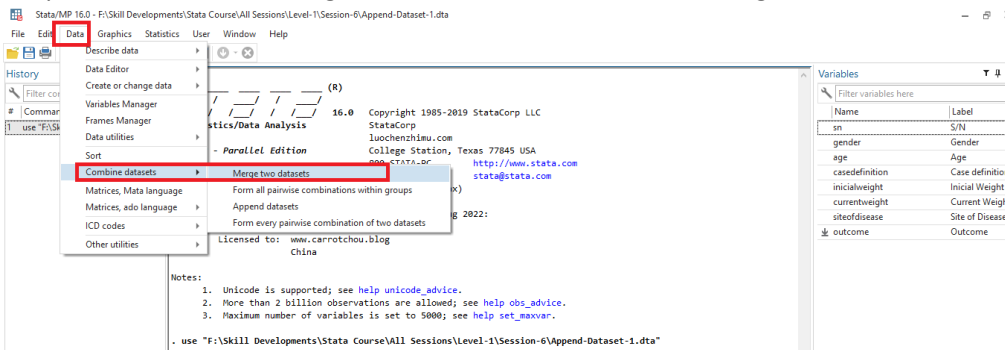 Stata/MP 16.0 - F:\Skill Developments\Stata Course\All Sessions\Level-1\Session-6\Append-Dataset-1.dta
File Edit Data Graphics Statistics User Window Help
History
Filter
# Comman
1 use "F:\Sk
Describe data
Data Editor
Create or change data
Variables Manager
Frames Manager
Data utilities
Sort
Combine datasets
Matrices, Mata language
Matrices, ado language
ICD codes
Other utilities
Merge two datasets
Form all pairwise combinations within groups
Append datasets
Form every pairwise combination of two datasets
(R)
16.0 Copyright 1985-2019 StataCorp LLC
stics/Data Analysis StataCorp
luochenzhimu.com
- Parallel Edition College Station, Texas 77845 USA
800-STATA-PC http://www.stata.com
stata@stata.com
x)
g 2022:
Licensed to: www.carrotchou.blog
China
Notes:
1. Unicode is supported; see help unicode_advice.
2. More than 2 billion observations are allowed; see help obs_advice.
3. Maximum number of variables is set to 5000; see help set_maxvar.
. use "F:\Skill Developments\Stata Course\All Sessions\Level-1\Session-6\Append-Dataset-1.dta"
Variables
Filter variables here
Name Label
sn S/N
gender Gender
age Age
casedefinition Case definitio
inicialweight Inicial Weight
currentweight Current Weigh
siteofdisease Site of Disease
outcome Outcome